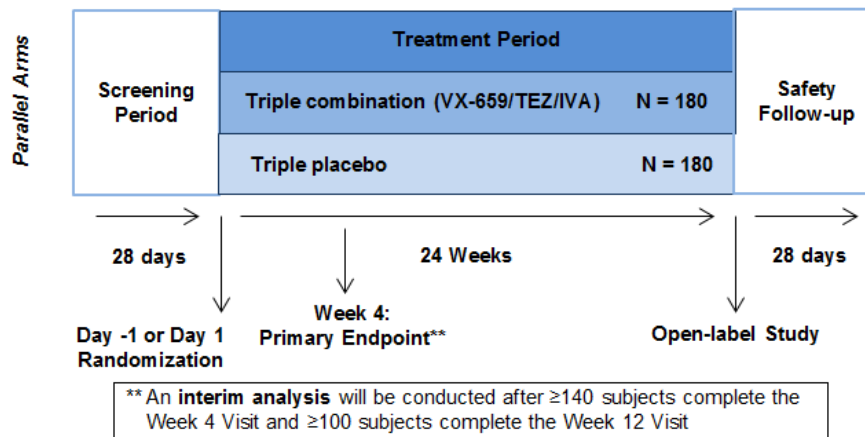 Parallel Arms
Screening
Period
Treatment Period
Triple combination (VX-659/TEZ/IVA) N = 180
Triple placebo N = 180
Safety
Follow-up
28 days
24 Weeks
28 days
Day -1 or Day 1
Randomization
Week 4:
Primary Endpoint**
Open-label Study
** An interim analysis will be conducted after ≥140 subjects complete the
Week 4 Visit and ≥100 subjects complete the Week 12 Visit